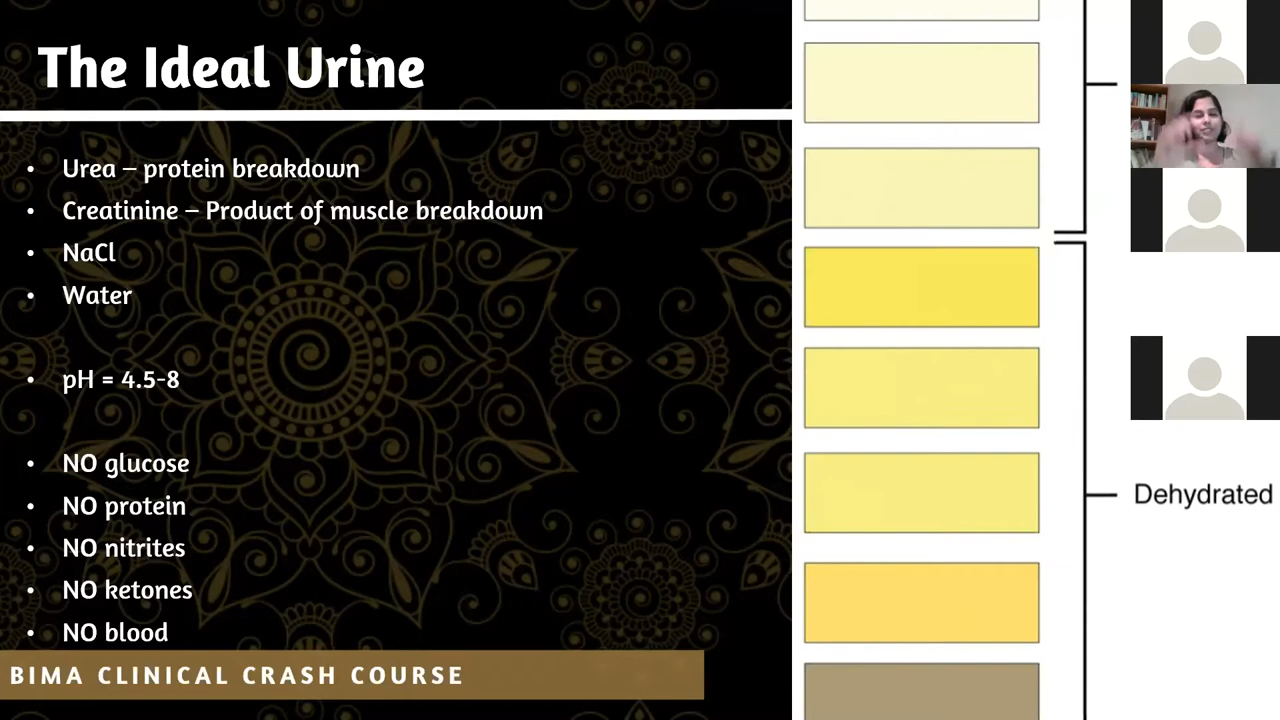 The Ideal Urine
• Urea – protein breakdown
• Creatinine – Product of muscle breakdown
• NaCl
• Water
• pH = 4.5-8
• NO glucose
• NO protein
• NO nitrites
• NO ketones
• NO blood
BIMA CLINICAL CRASH COURSE
Dehydrated